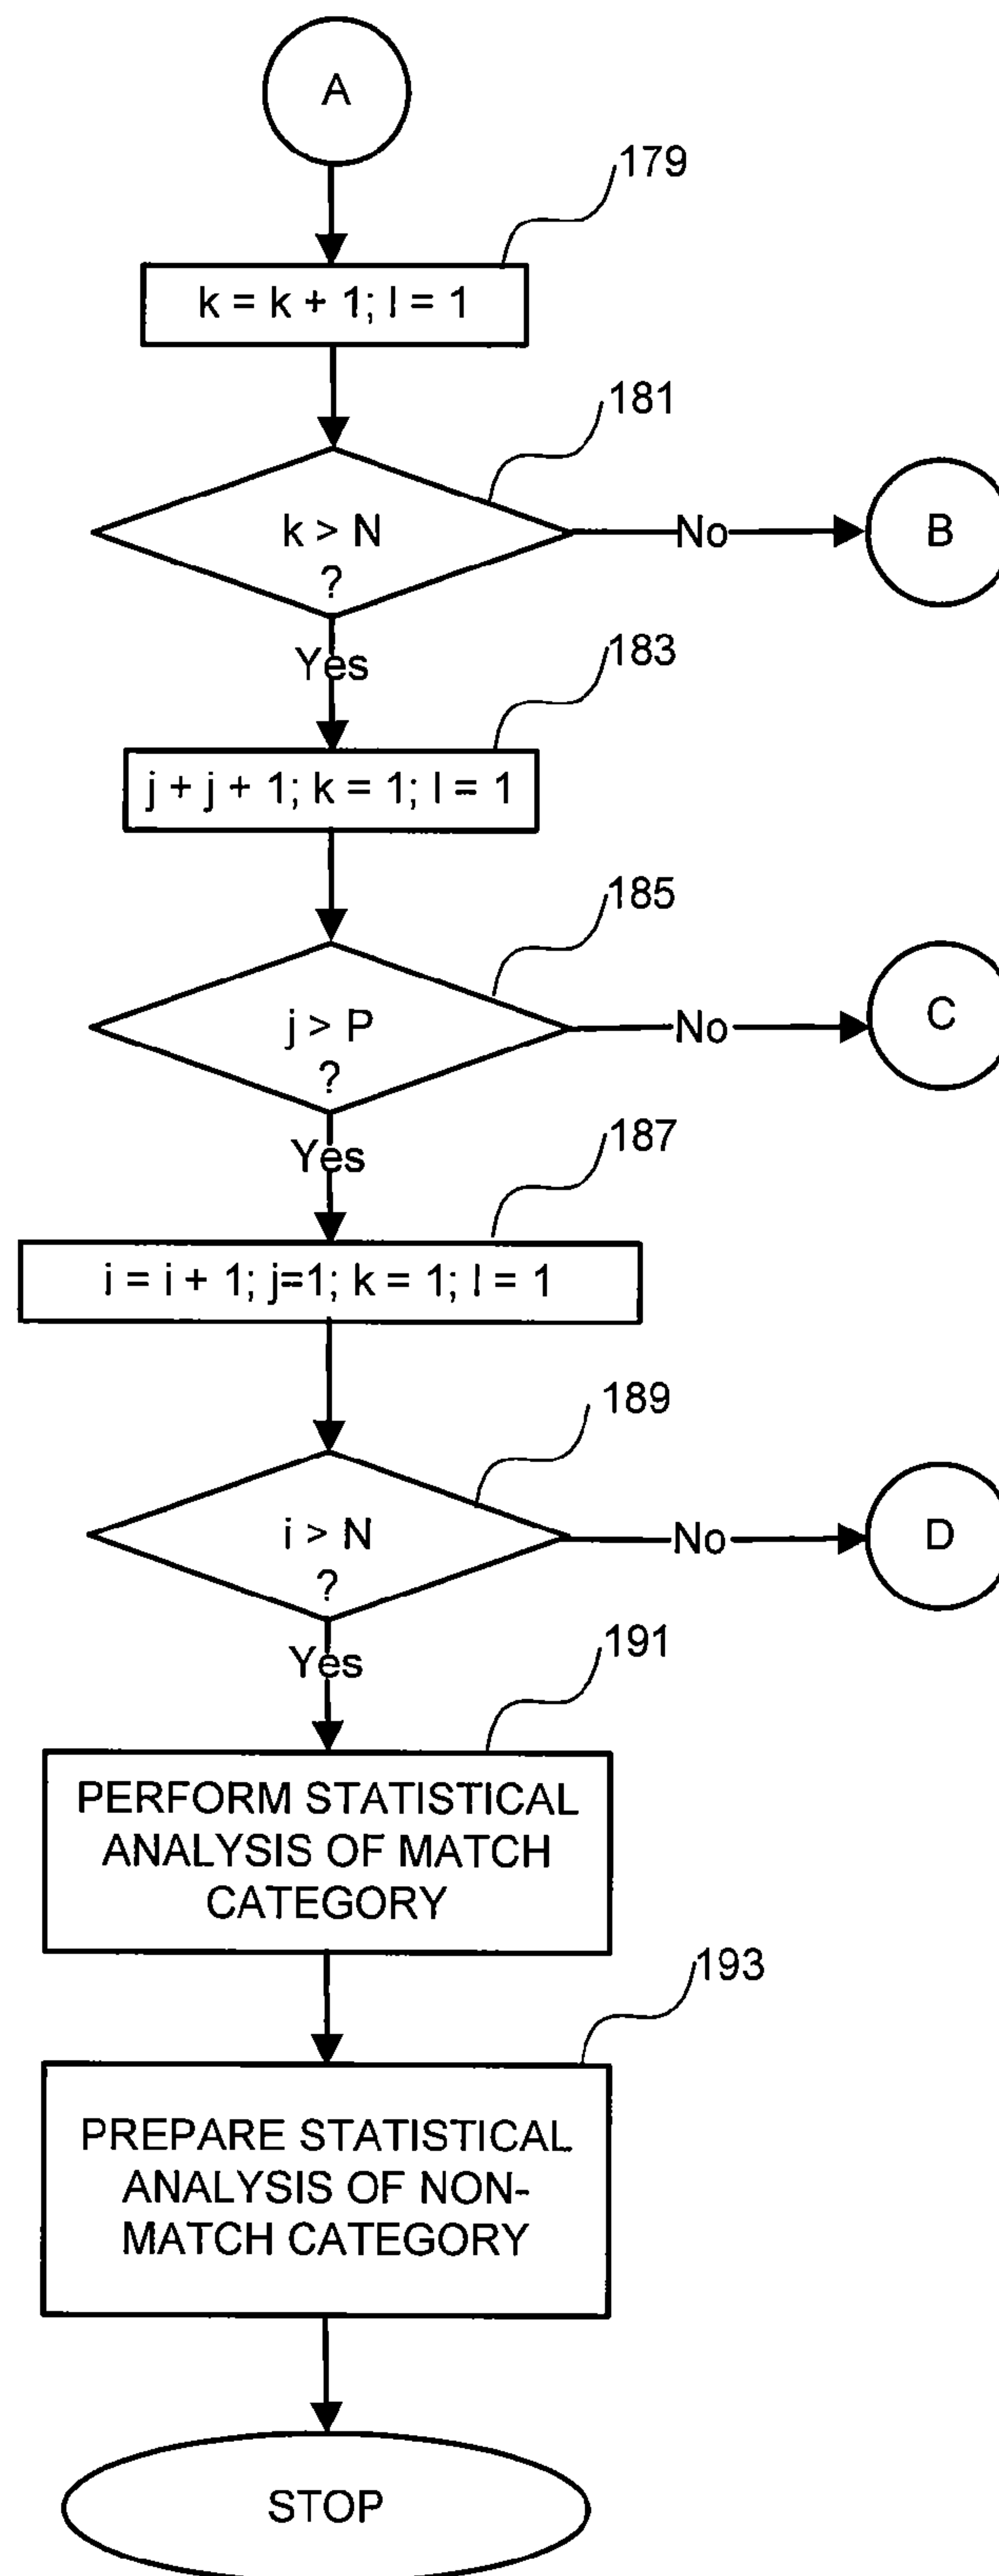 A
179
k = k + 1; l = 1
181
k > N
?
No
B
Yes
183
j + j + 1; k = 1; l = 1
185
j > P
?
No
C
Yes
187
i = i + 1; j=1; k = 1; l = 1
189
i > N
?
No
D
Yes
191
PERFORM STATISTICAL
ANALYSIS OF MATCH
CATEGORY
193
PREPARE STATISTICAL
ANALYSIS OF NON-
MATCH CATEGORY
STOP